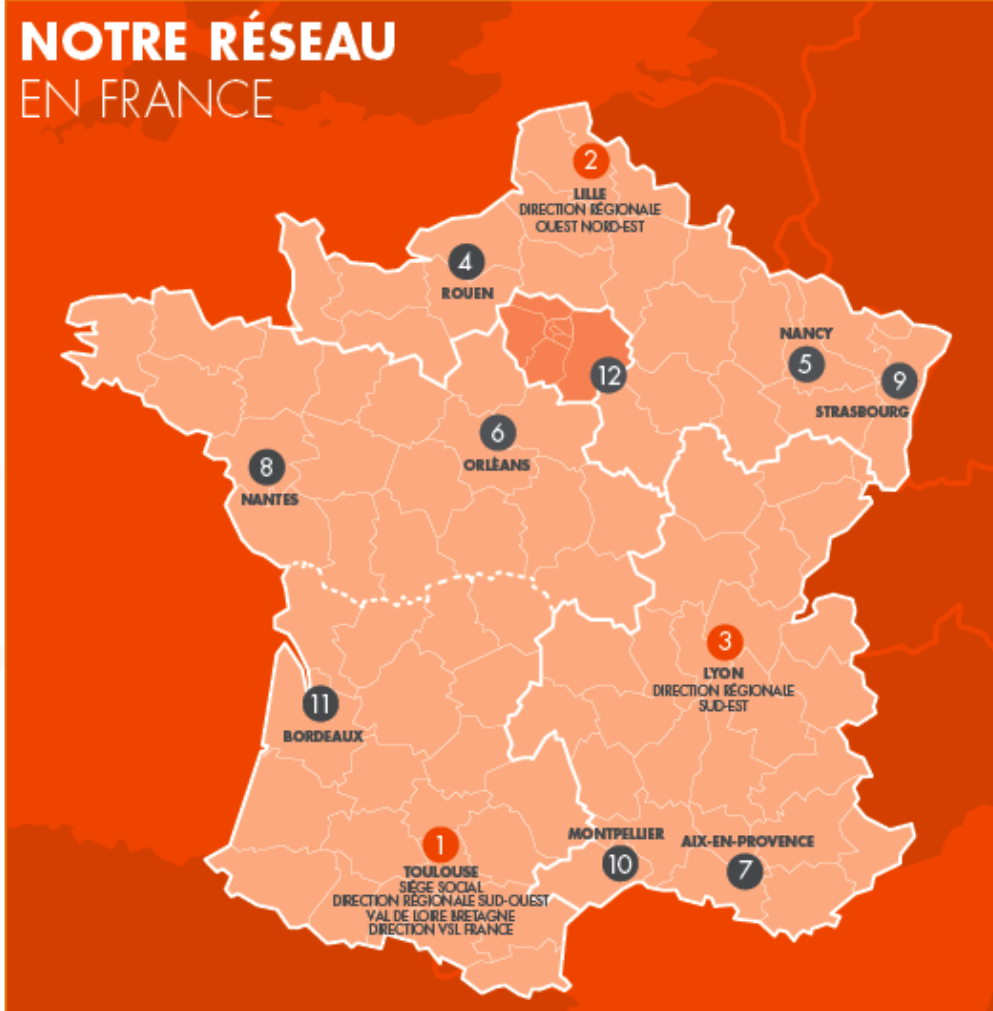 NOTRE RÉSEAU
EN FRANCE
2
LILLE
DIRECTION RÉGIONALE
OUEST NORD-EST
4
ROUEN
12
NANCY
5
9
STRASBOURG
6
ORLÉANS
8
NANTES
3
LYON
DIRECTION RÉGIONALE
SUD-EST
11
BORDEAUX
1
TOULOUSE
SIÈGE SOCIAL
DIRECTION RÉGIONALE SUD-OUEST
VAL DE LOIRE BRETAGNE
DIRECTION VSL FRANCE
MONTPELLIER
10
AIX-EN-PROVENCE
7